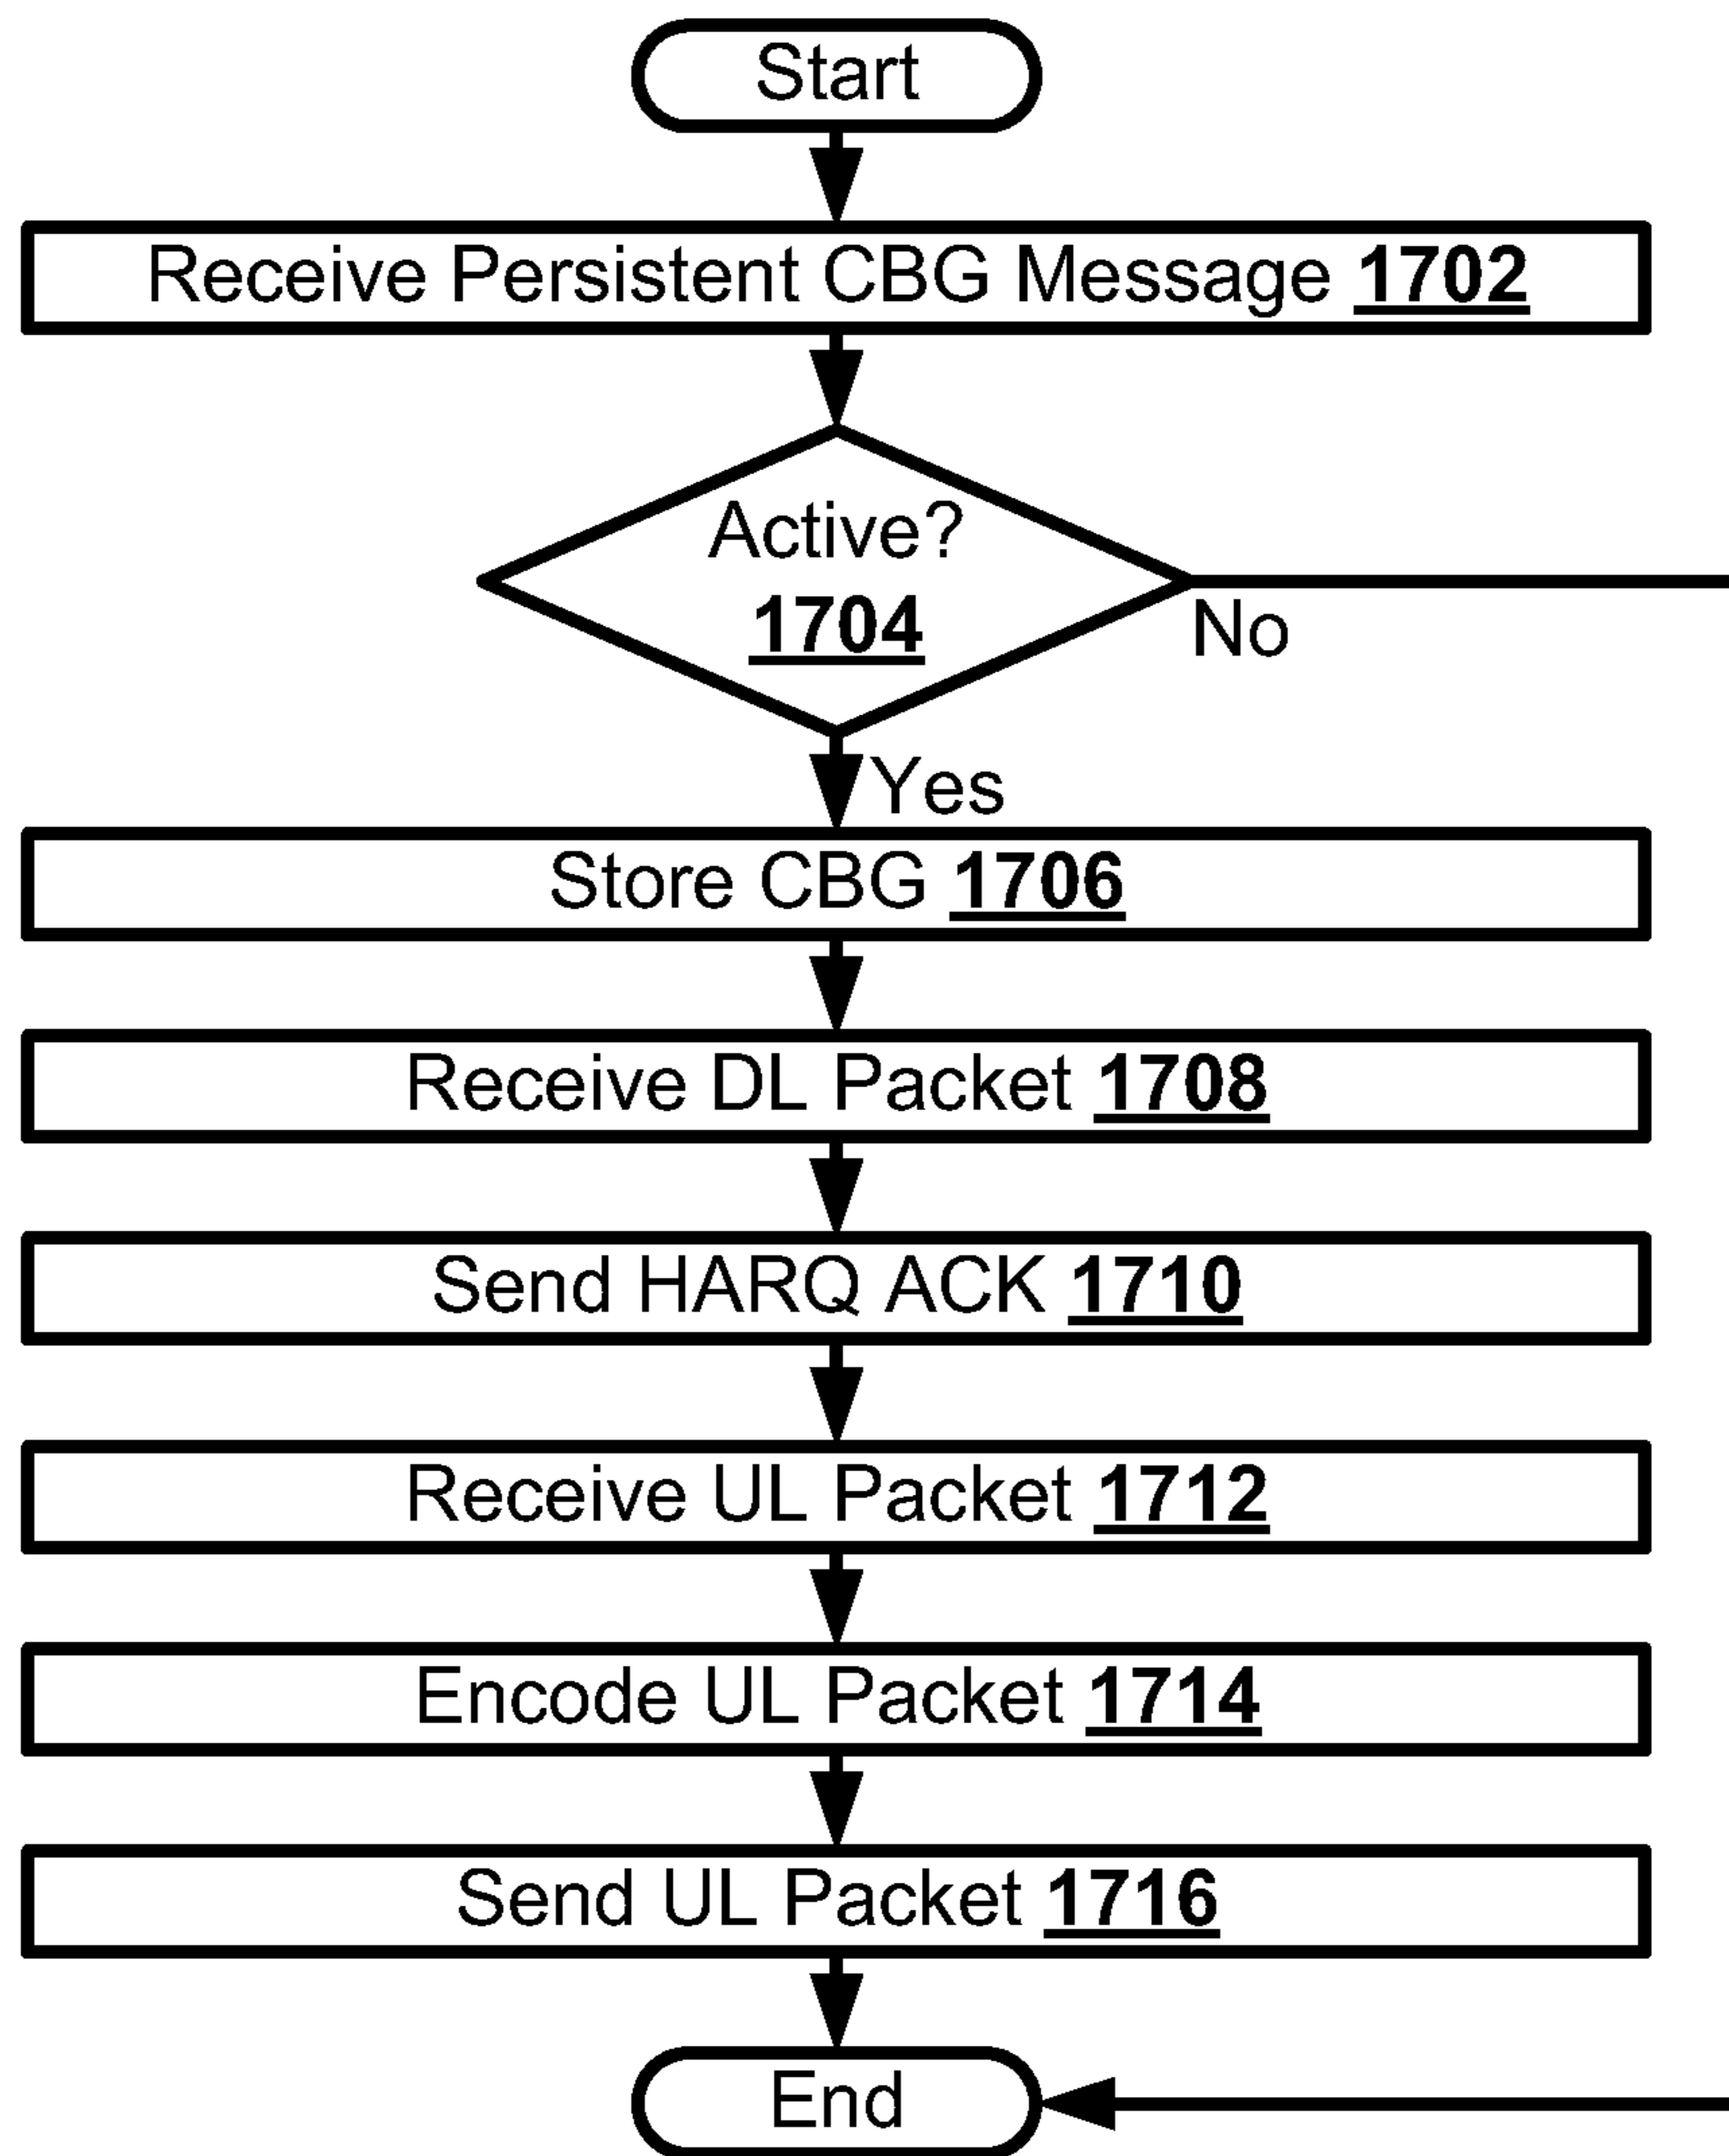 Start
Receive Persistent CBG Message 1702
Active?
1704
No
Yes
Store CBG 1706
Receive DL Packet 1708
Send HARQ ACK 1710
Receive UL Packet 1712
Encode UL Packet 1714
Send UL Packet 1716
End